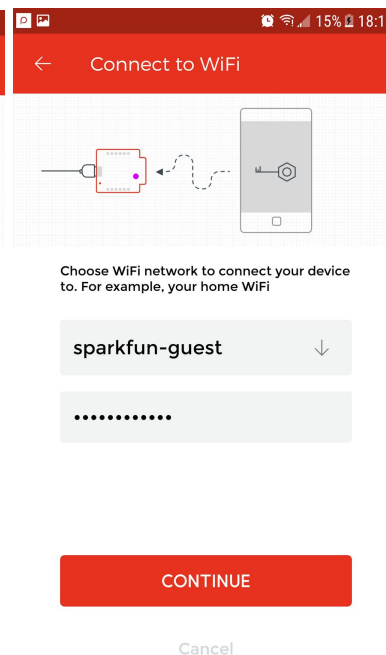 15% 18:1
Connect to WiFi
Choose WiFi network to connect your device
to. For example, your home WiFi
sparkfun-guest
••••••••••••
CONTINUE
Cancel